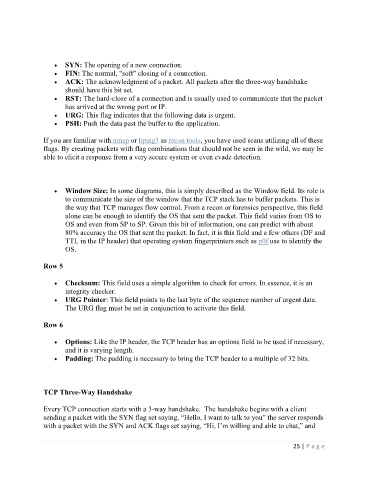 • SYN: The opening of a new connection.
• FIN: The normal, "soft" closing of a connection.
• ACK: The acknowledgment of a packet. All packets after the three-way handshake
should have this bit set.
• RST: The hard-close of a connection and is usually used to communicate that the packet
has arrived at the wrong port or IP.
• URG: This flag indicates that the following data is urgent.
• PSH: Push the data past the buffer to the application.
If you are familiar with nmap or hping3 as recon tools, you have used scans utilizing all of these
flags. By creating packets with flag combinations that should not be seen in the wild, we may be
able to elicit a response from a very secure system or even evade detection.
• Window Size: In some diagrams, this is simply described as the Window field. Its role is
to communicate the size of the window that the TCP stack has to buffer packets. This is
the way that TCP manages flow control. From a recon or forensics perspective, this field
alone can be enough to identify the OS that sent the packet. This field varies from OS to
OS and even from SP to SP. Given this bit of information, one can predict with about
80% accuracy the OS that sent the packet. In fact, it is this field and a few others (DF and
TTL in the IP header) that operating system fingerprinters such as p0f use to identify the
OS.
Row 5
• Checksum: This field uses a simple algorithm to check for errors. In essence, it is an
integrity checker.
• URG Pointer: This field points to the last byte of the sequence number of urgent data.
The URG flag must be set in conjunction to activate this field.
Row 6
• Options: Like the IP header, the TCP header has an options field to be used if necessary,
and it is varying length.
• Padding: The padding is necessary to bring the TCP header to a multiple of 32 bits.
TCP Three-Way Handshake
Every TCP connection starts with a 3-way handshake. The handshake begins with a client
sending a packet with the SYN flag set saying, "Hello, I want to talk to you" the server responds
with a packet with the SYN and ACK flags set saying, "Hi, I'm willing and able to chat," and
25 | P a g e